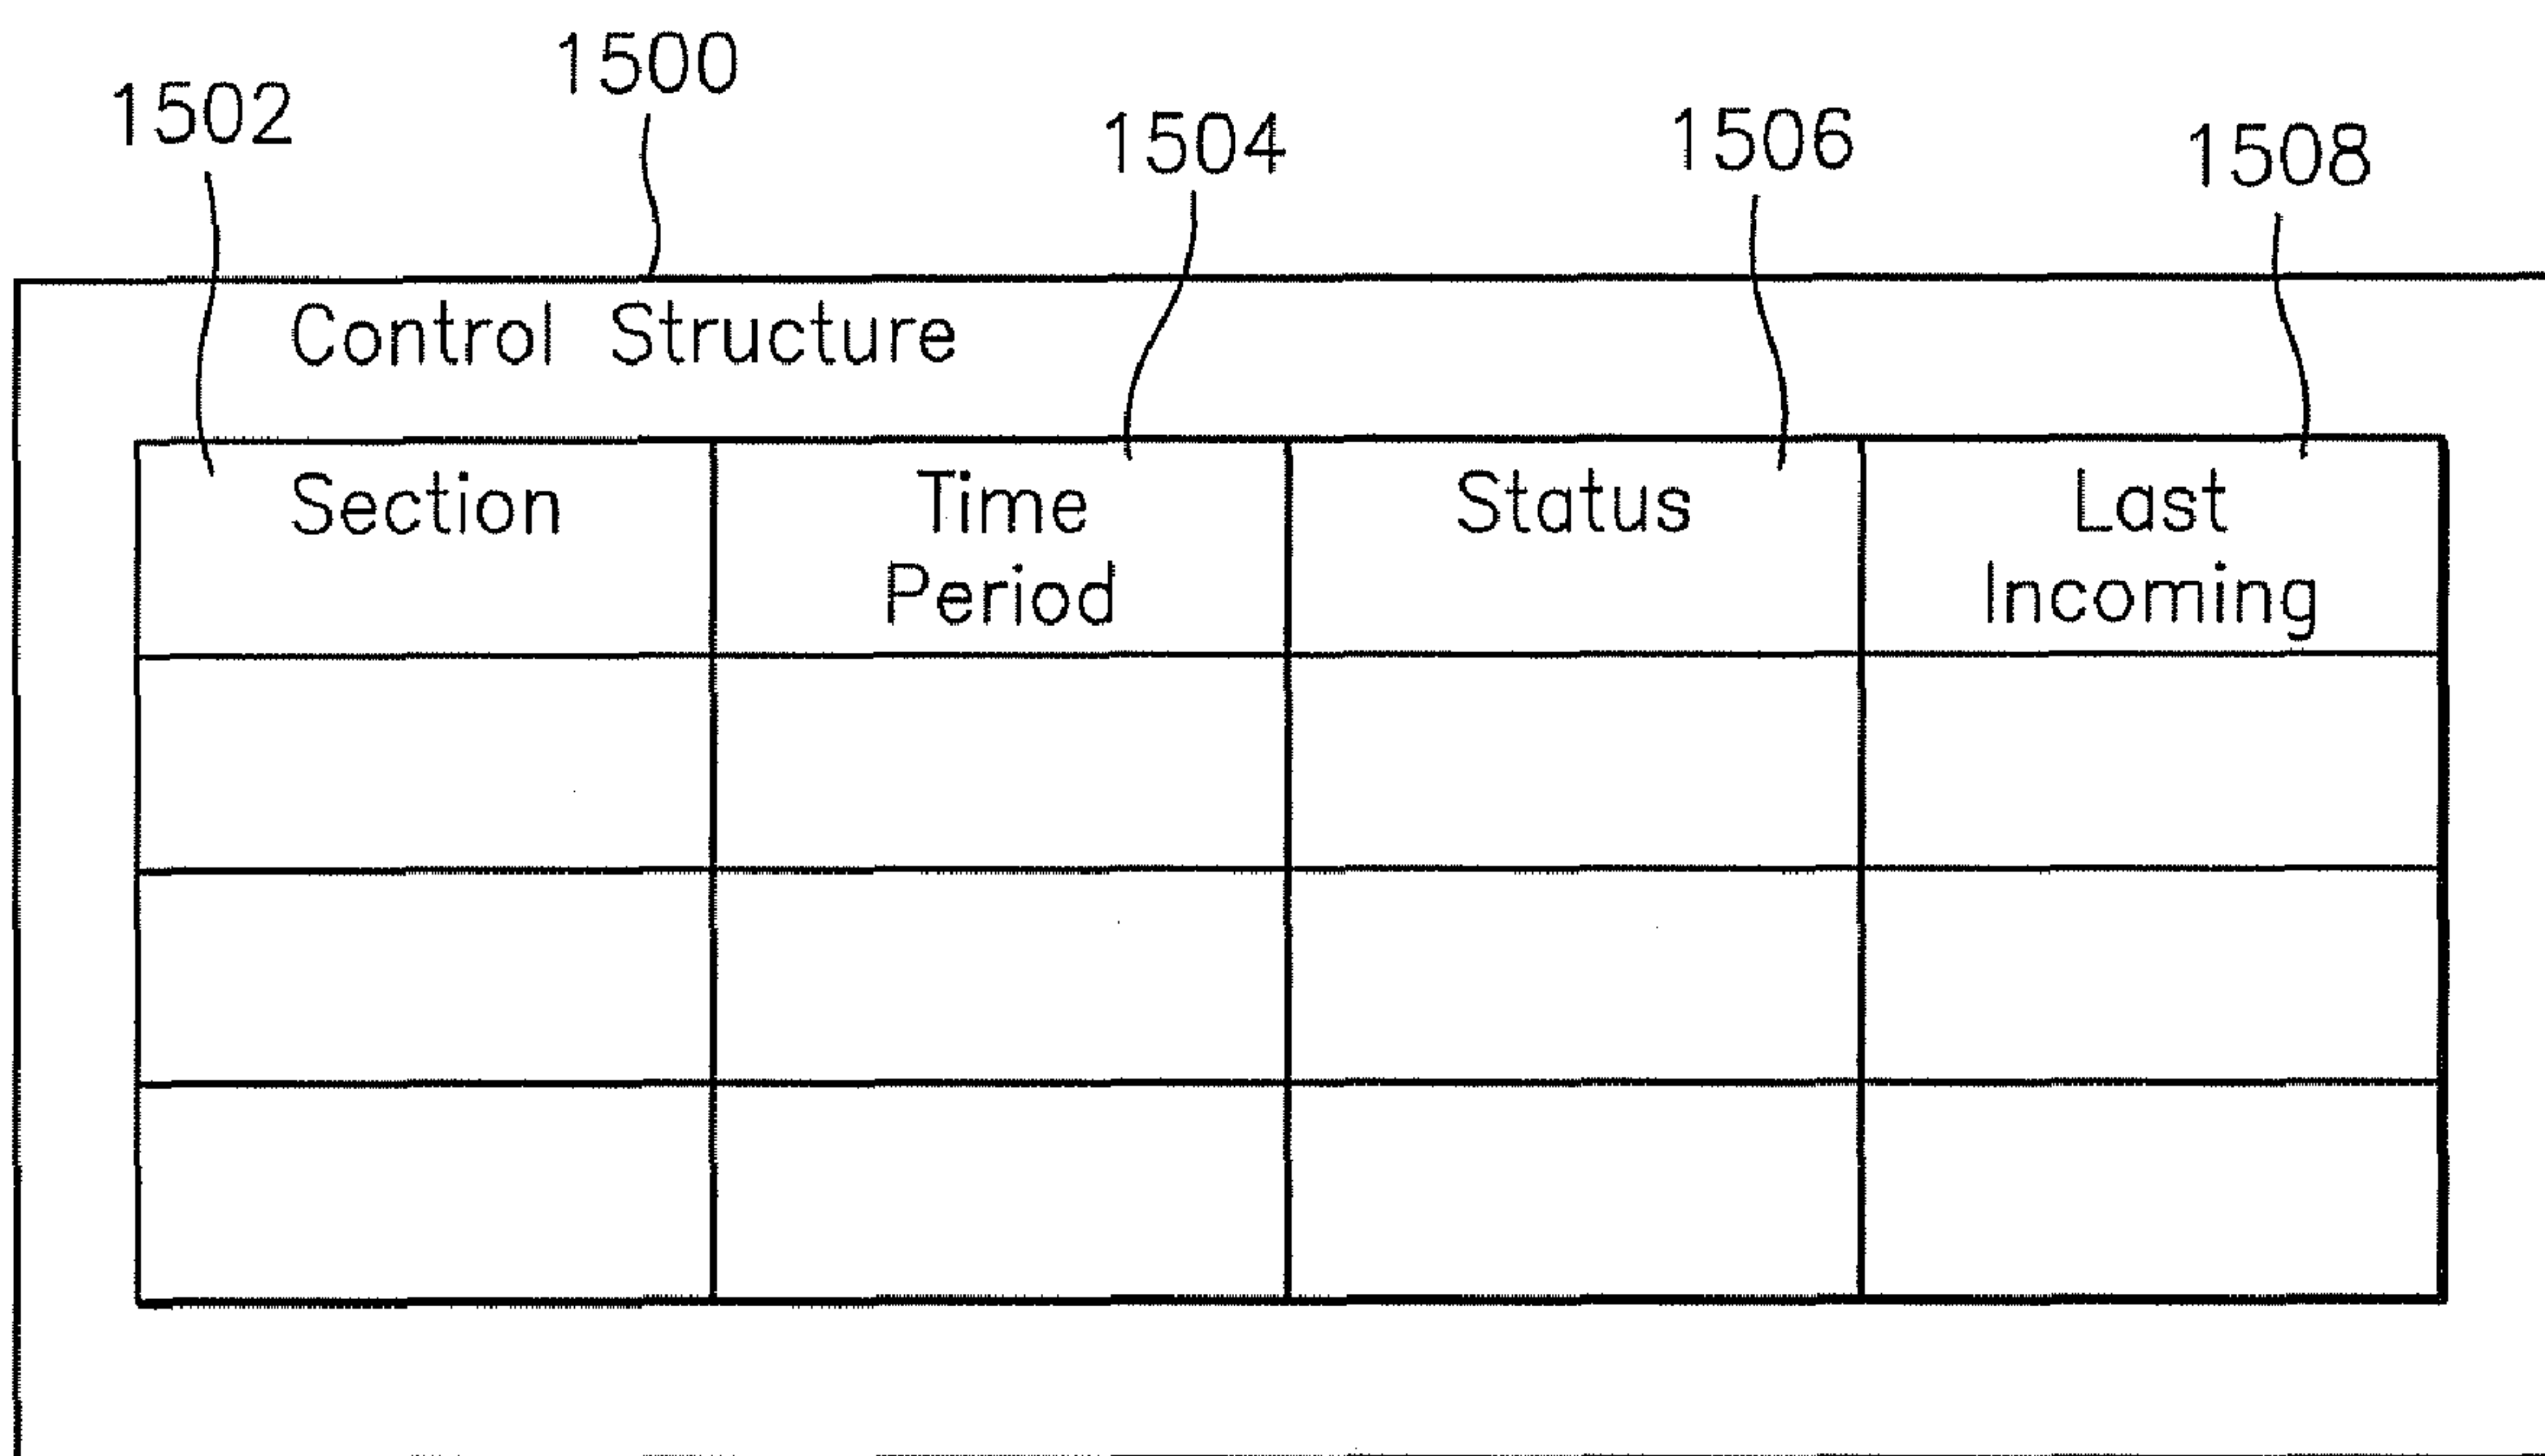 1500
1502
1504
1506
1508
Control Structure
Section
Time
Period
Status
Last
Incoming